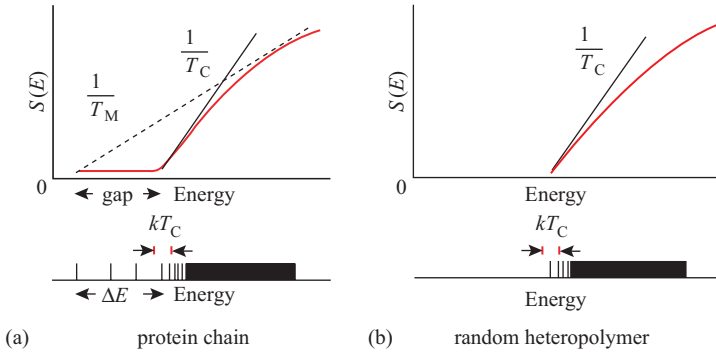 S(E)
1
T_M
1
T_C
0
gap
Energy
kT_C
ΔE
Energy
(a)
protein chain
S(E)
1
T_C
0
Energy
kT_C
Energy
(b)
random heteropolymer